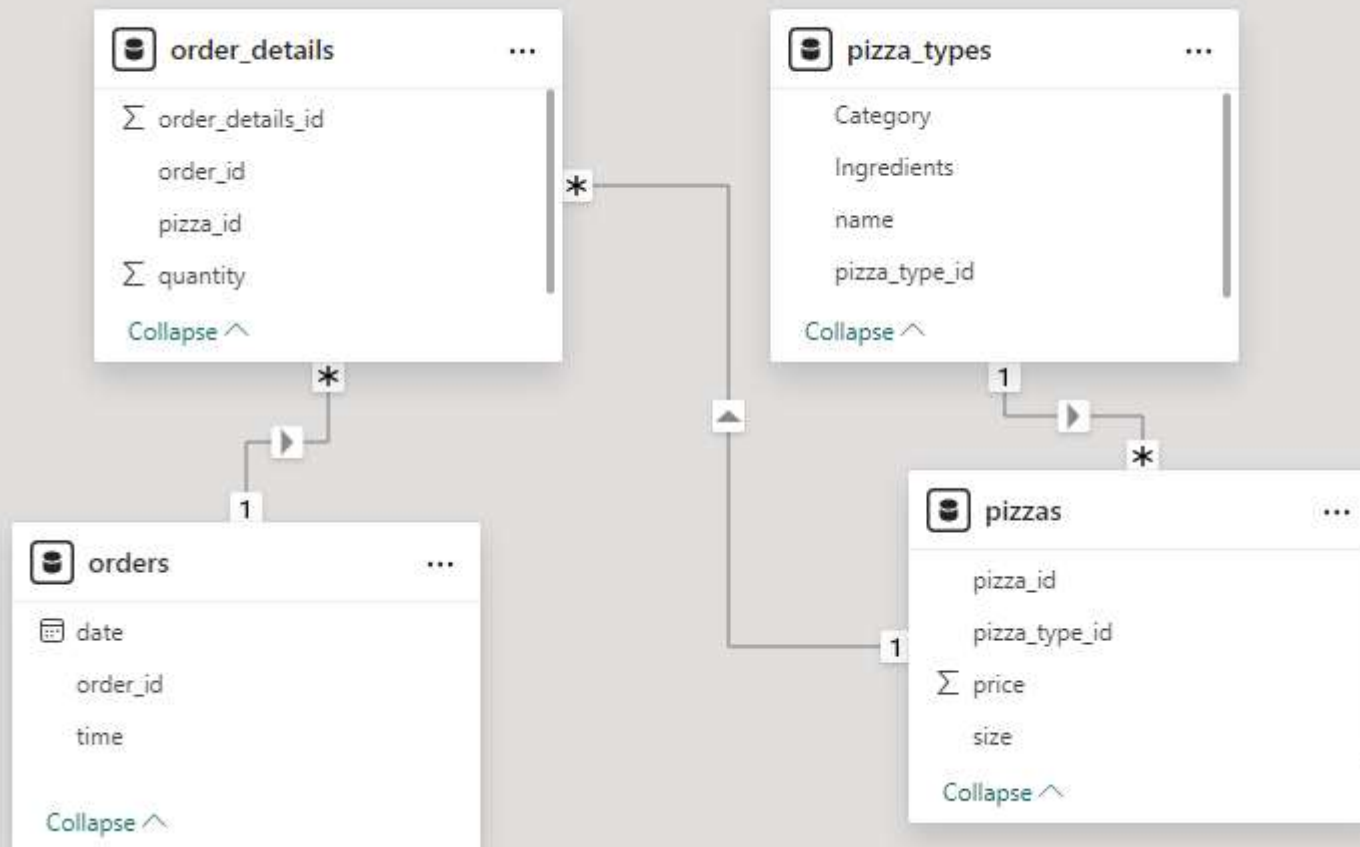 order_details
...
Σ order_details_id
order_id
pizza_id
Σ quantity
Collapse
*
1
pizza_types
...
Category
Ingredients
name
pizza_type_id
Collapse
1
*
orders
...
date
order_id
time
Collapse
*
1
pizzas
...
pizza_id
pizza_type_id
Σ price
size
Collapse